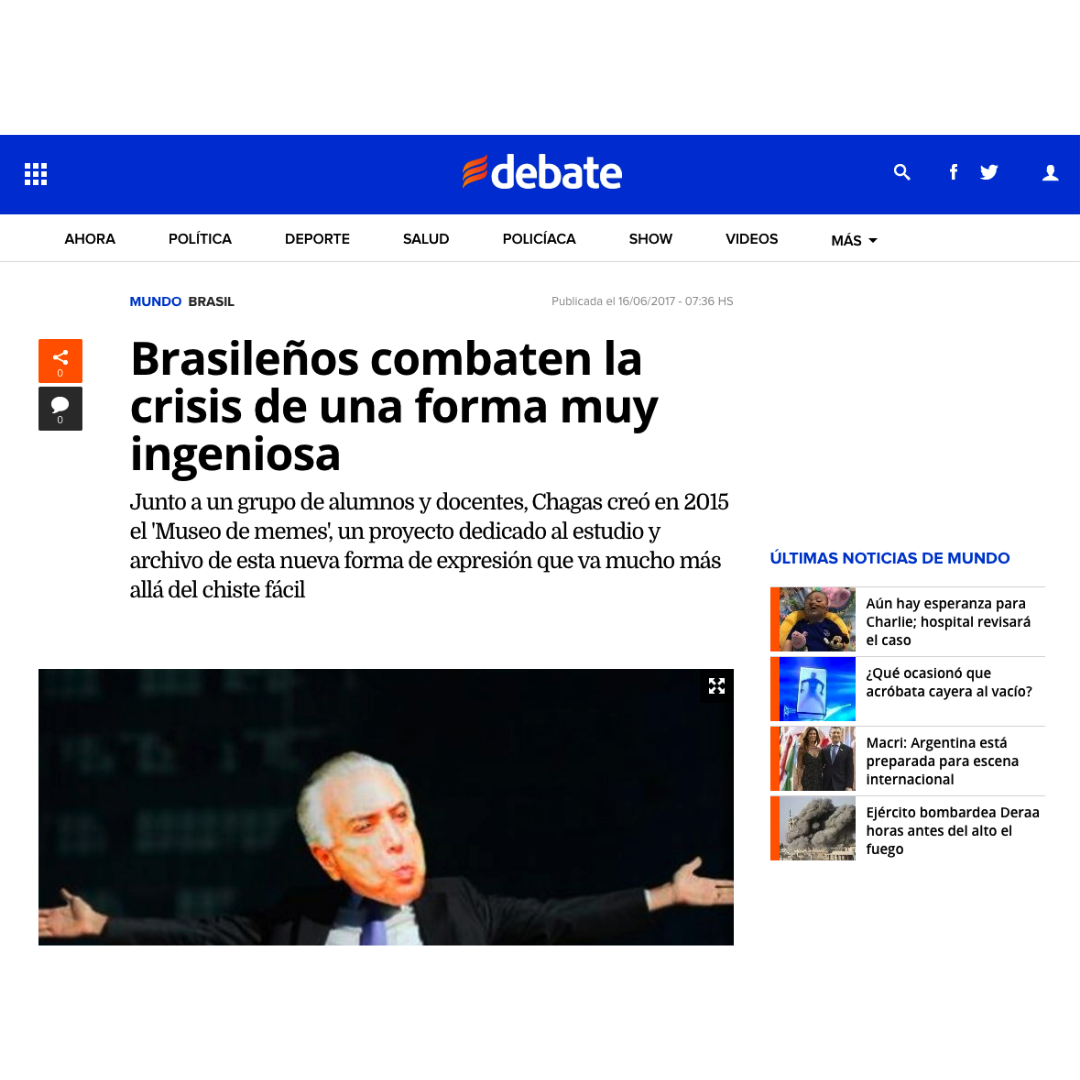 debate
f
AHORA POLÍTICA DEPORTE SALUD POLICÍACA SHOW VIDEOS MÁS
MUNDO BRASIL
Publicada el 16/06/2017 - 07:36 HS
0
0
Brasileños combaten la
crisis de una forma muy
ingeniosa
Junto a un grupo de alumnos y docentes, Chagas creó en 2015
el 'Museo de memes', un proyecto dedicado al estudio y
archivo de esta nueva forma de expresión que va mucho más
allá del chiste fácil
ÚLTIMAS NOTICIAS DE MUNDO
Aún hay esperanza para
Charlie; hospital revisará
el caso
¿Qué ocasionó que
acróbata cayera al vacío?
Macri: Argentina está
preparada para escena
internacional
Ejército bombardea Deraa
horas antes del alto el
fuego